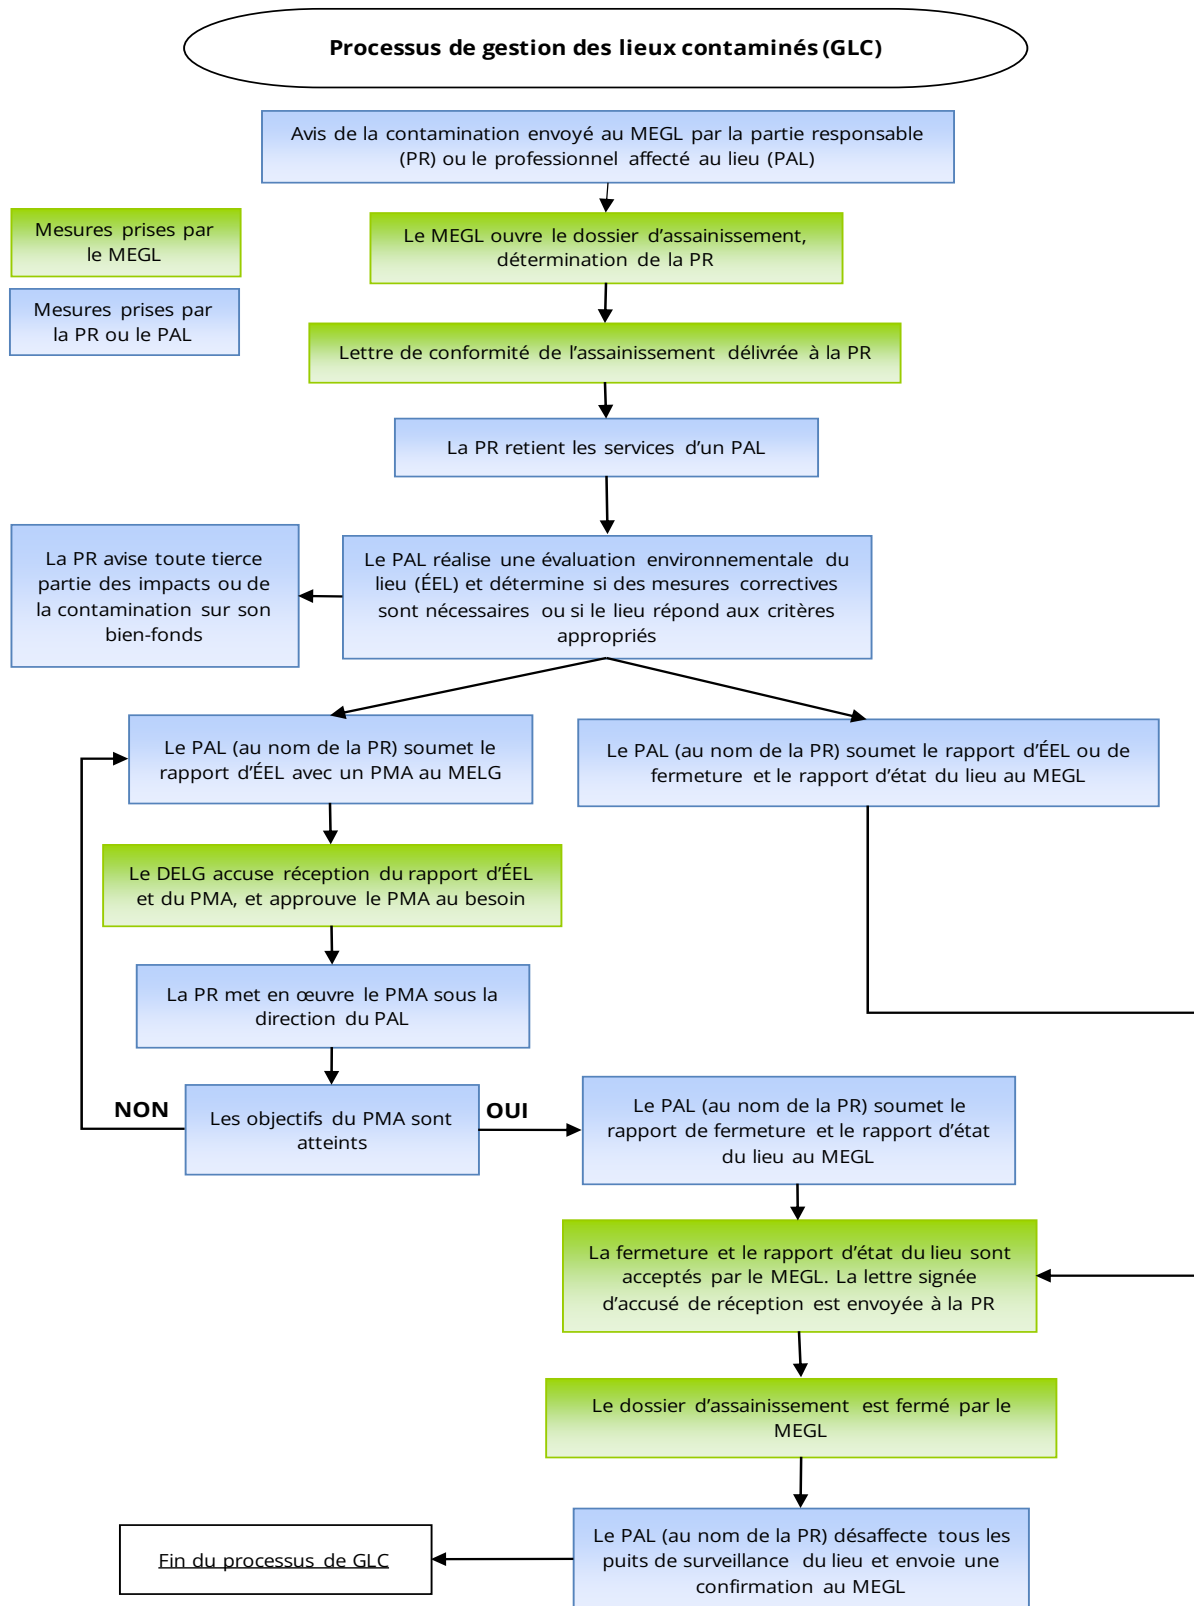 Processus de gestion des lieux contaminés (GLC)
Avis de la contamination envoyé au MEGL par la partie responsable
(PR) ou le professionnel affecté au lieu (PAL)
Mesures prises par
le MEGL
Le MEGL ouvre le dossier d’assainissement,
détermination de la PR
Mesures prises par
la PR ou le PAL
Lettre de conformité de l’assainissement délivrée à la PR
La PR retient les services d’un PAL
La PR avise toute tierce
partie des impacts ou de
la contamination sur son
bien-fonds
Le PAL réalise une évaluation environnementale du
lieu (ÉEL) et détermine si des mesures correctives
sont nécessaires ou si le lieu répond aux critères
appropriés
Le PAL (au nom de la PR) soumet le
rapport d’ÉEL avec un PMA au MELG
Le PAL (au nom de la PR) soumet le rapport d’ÉEL ou de
fermeture et le rapport d’état du lieu au MEGL
Le DELG accuse réception du rapport d’ÉEL
et du PMA, et approuve le PMA au besoin
La PR met en œuvre le PMA sous la
direction du PAL
NON
Les objectifs du PMA sont
atteints
OUI
Le PAL (au nom de la PR) soumet le
rapport de fermeture et le rapport d’état
du lieu au MEGL
La fermeture et le rapport d’état du lieu sont
acceptés par le MEGL. La lettre signée
d’accusé de réception est envoyée à la PR
Le dossier d’assainissement est fermé par le
MEGL
Fin du processus de GLC
Le PAL (au nom de la PR) désaffecte tous les
puits de surveillance du lieu et envoie une
confirmation au MEGL